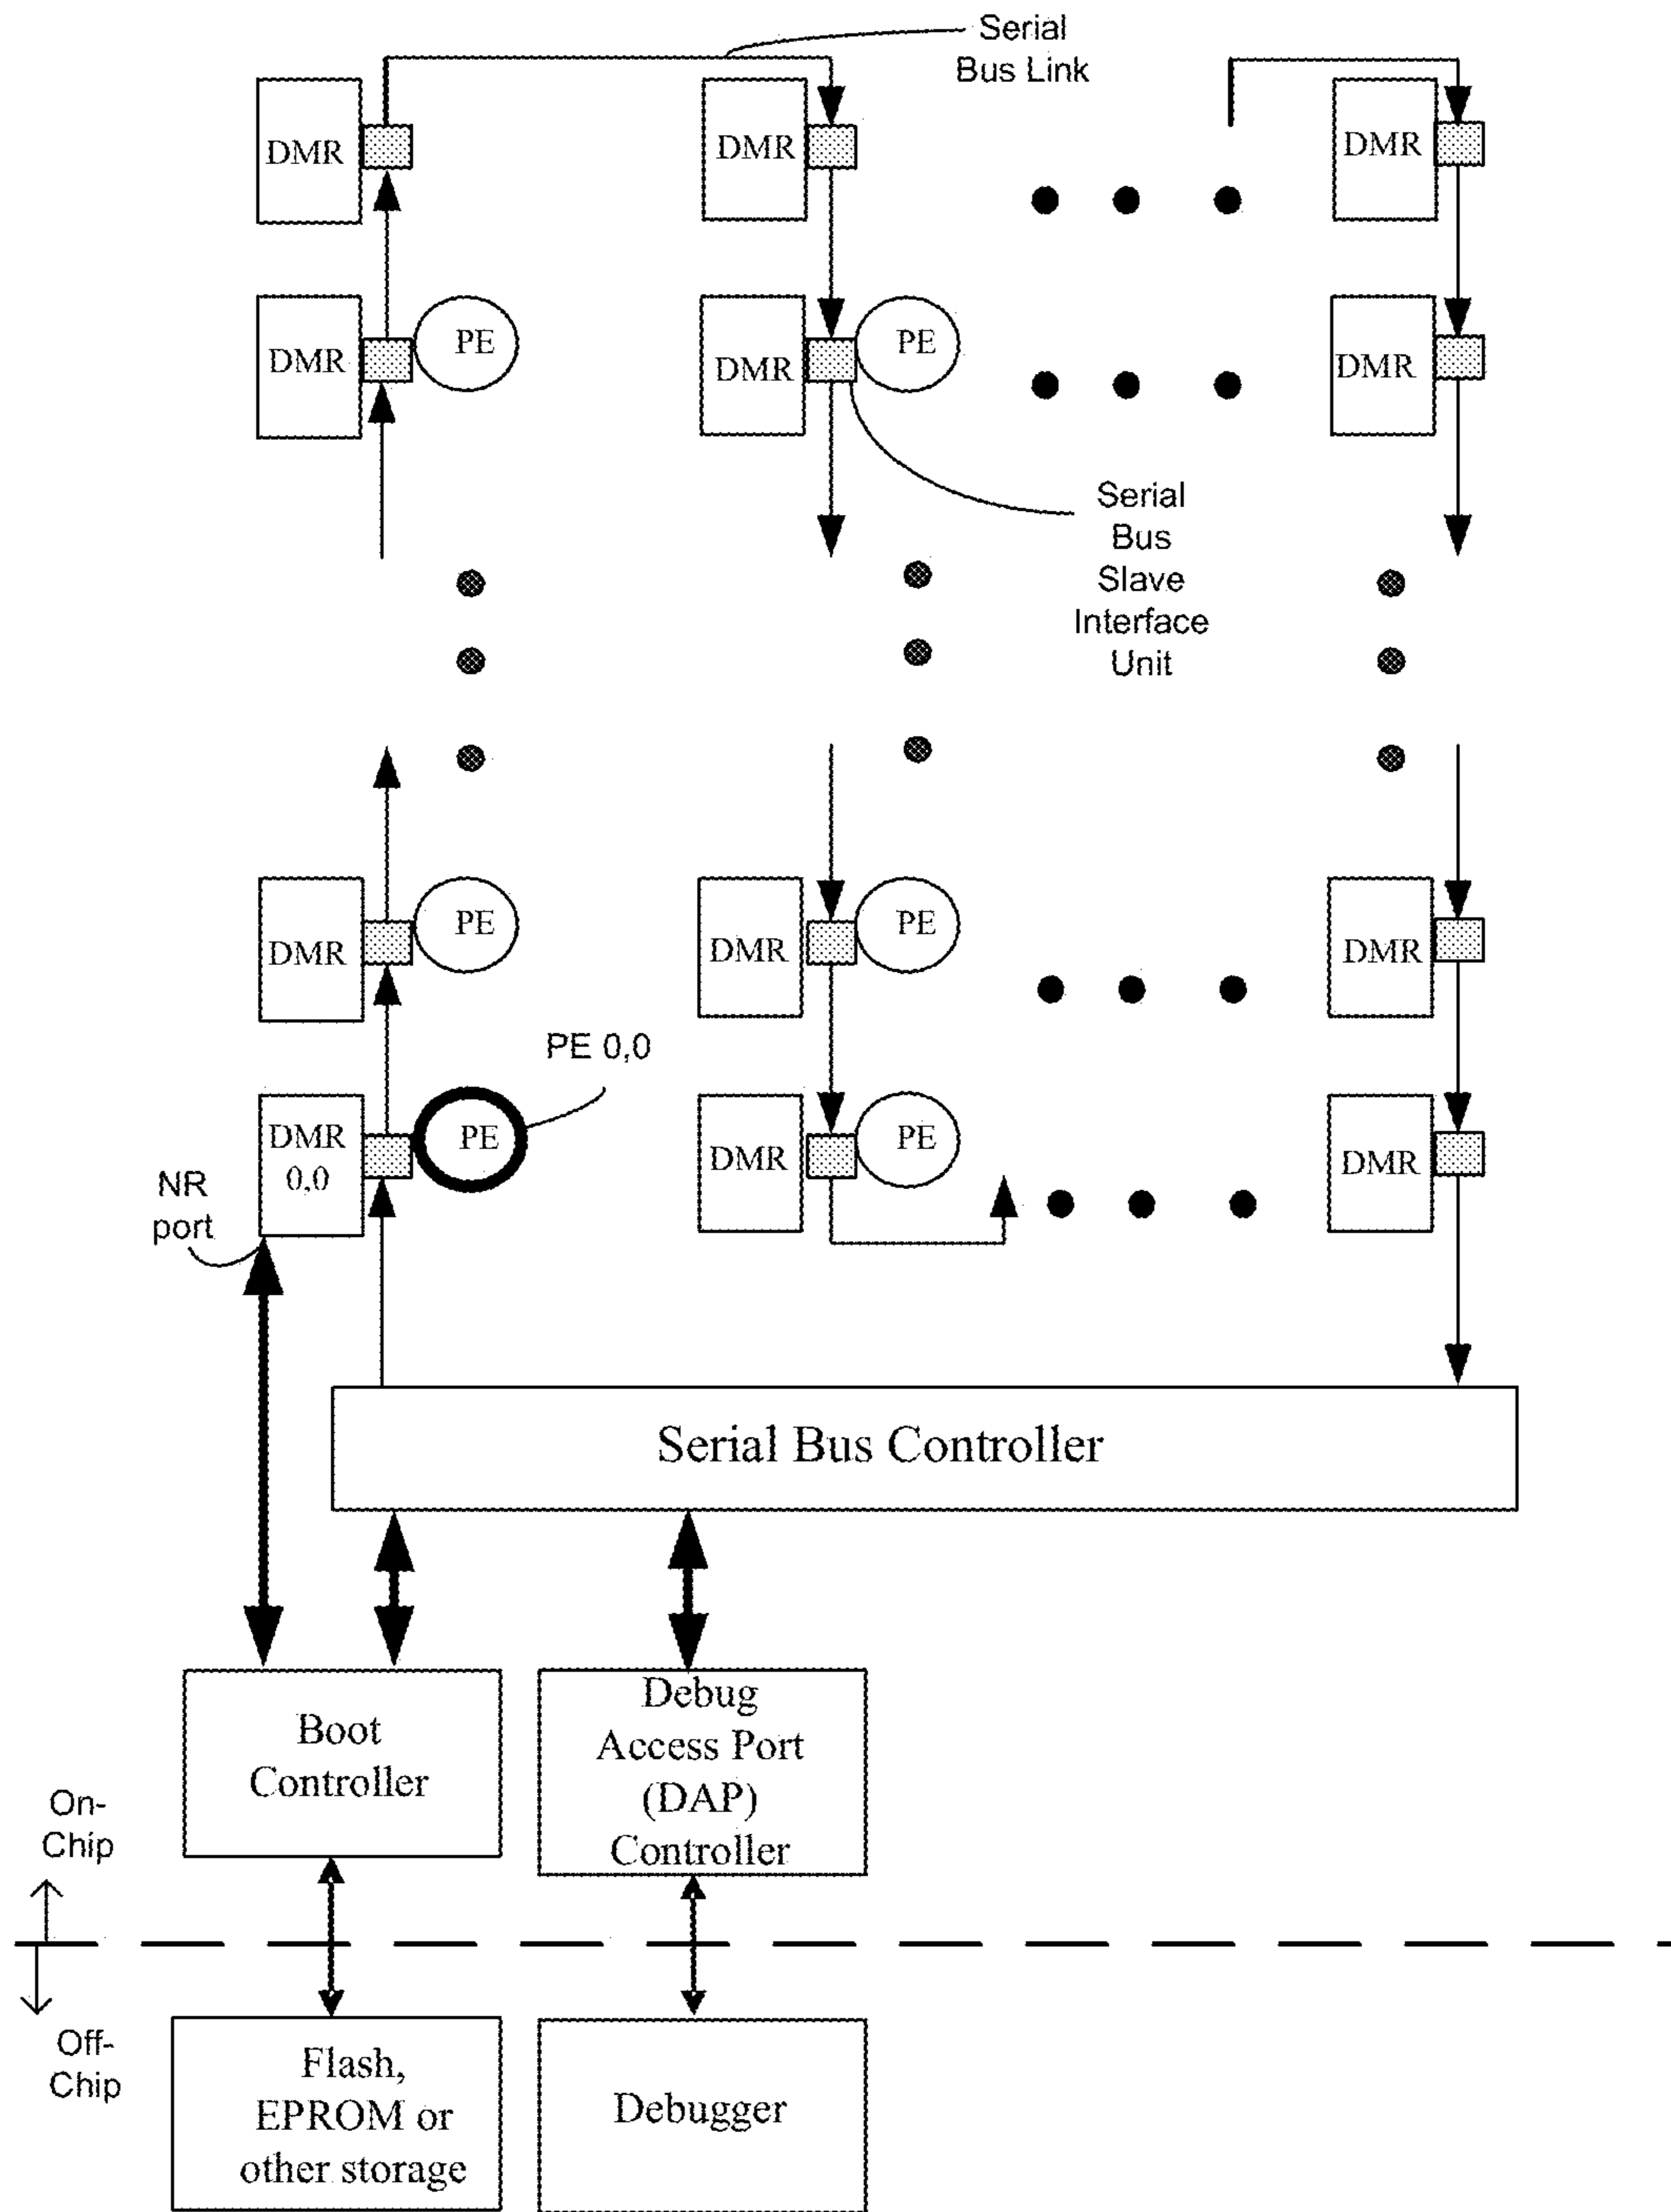 Serial
Bus Link
DMR
DMR
DMR
DMR
PE
DMR
PE
DMR
Serial
Bus
Slave
Interface
Unit
DMR
PE
DMR
PE
DMR
PE 0,0
DMR
0,0
PE
DMR
PE
DMR
NR
port
Serial Bus Controller
Boot
Controller
Debug
Access Port
(DAP)
Controller
On-
Chip
Off-
Chip
Flash,
EPROM or
other storage
Debugger